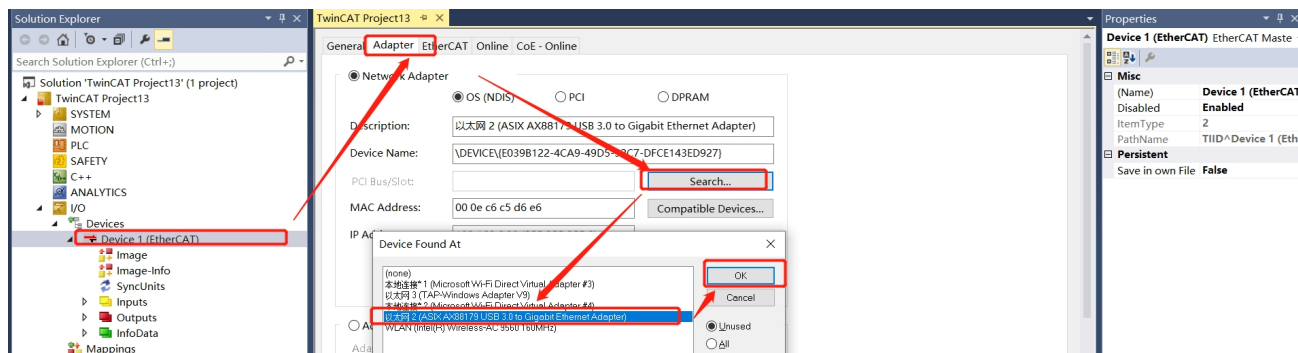 Solution Explorer
Search Solution Explorer (Ctrl+;)
Solution 'TwinCAT Project13' (1 project)
TwinCAT Project13
SYSTEM
MOTION
PLC
SAFETY
C++
ANALYTICS
I/O
Devices
Device 1 (EtherCAT)
Image
Image-Info
SyncUnits
Inputs
Outputs
InfoData
Mappings
TwinCAT Project13
General Adapter EtherCAT Online CoE - Online
Network Adapter
OS (NDIS) PCI DPRAM
Description: 以太网 2 (ASIX AX88179 USB 3.0 to Gigabit Ethernet Adapter)
Device Name: \DEVICE\{E039B122-4CA9-49D5-
C7-DFCE143ED927}
PCI Bus/Slot: Search...
MAC Address: 00 0e c6 c5 d6 e6 Compatible Devices...
Device Found At
(none)
本地连接* 1 (Microsoft Wi-Fi Direct Virtual Adapter #3)
以太网 3 (TAP-Windows Adapter V9)
本地连接* 2 (Microsoft Wi-Fi Direct Virtual Adapter #4)
以太网 2 (ASIX AX88179 USB 3.0 to Gigabit Ethernet Adapter)
WLAN (Intel(R) Wireless-AC 9560 160MHz)
OK
Cancel
Unused
All
Properties
Device 1 (EtherCAT) EtherCAT Maste
Misc
(Name) Device 1 (EtherCAT
Disabled Enabled
ItemType 2
PathName TIID^Device 1 (Eth
Persistent
Save in own File False